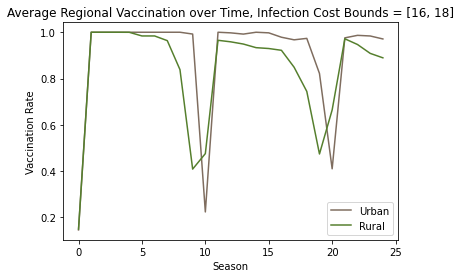 Average Regional Vaccination over Time, Infection Cost Bounds = [16, 18]
1.0
0.8
0.6
0.4
0.2
Vaccination Rate
0
5
10
15
20
25
Season
Urban
Rural